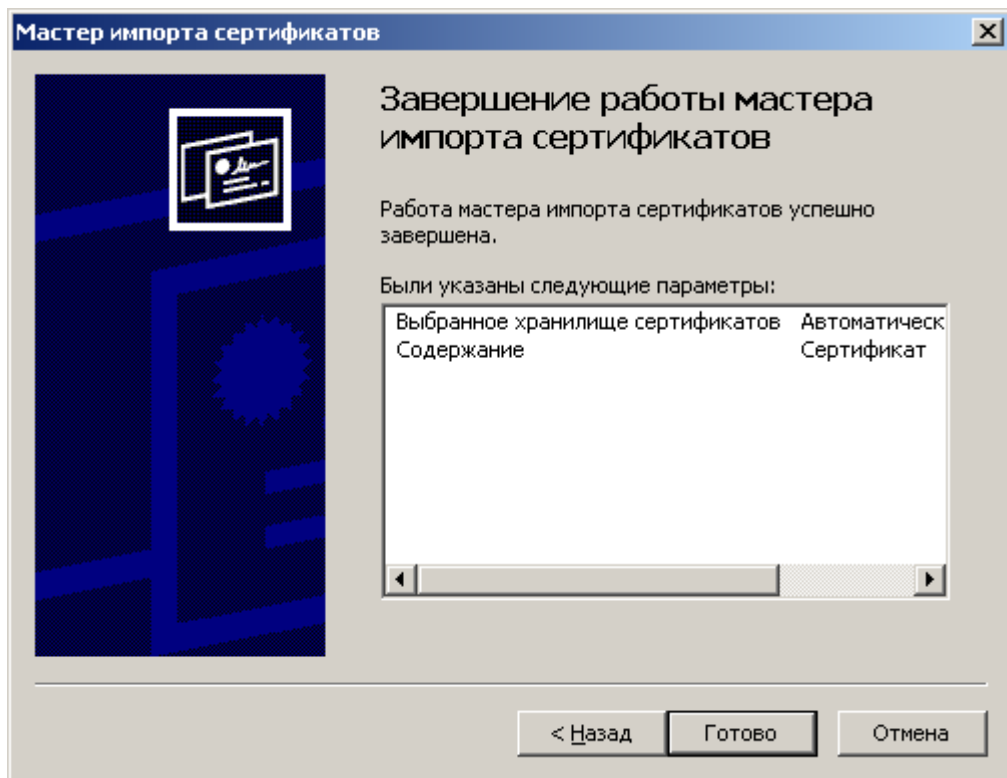 Мастер импорта сертификатов
Завершение работы мастера
импорта сертификатов
Работа мастера импорта сертификатов успешно
завершена.
Были указаны следующие параметры:
Выбранное хранилище сертификатов Автоматическ
Содержание Сертификат
< Назад Готово Отмена